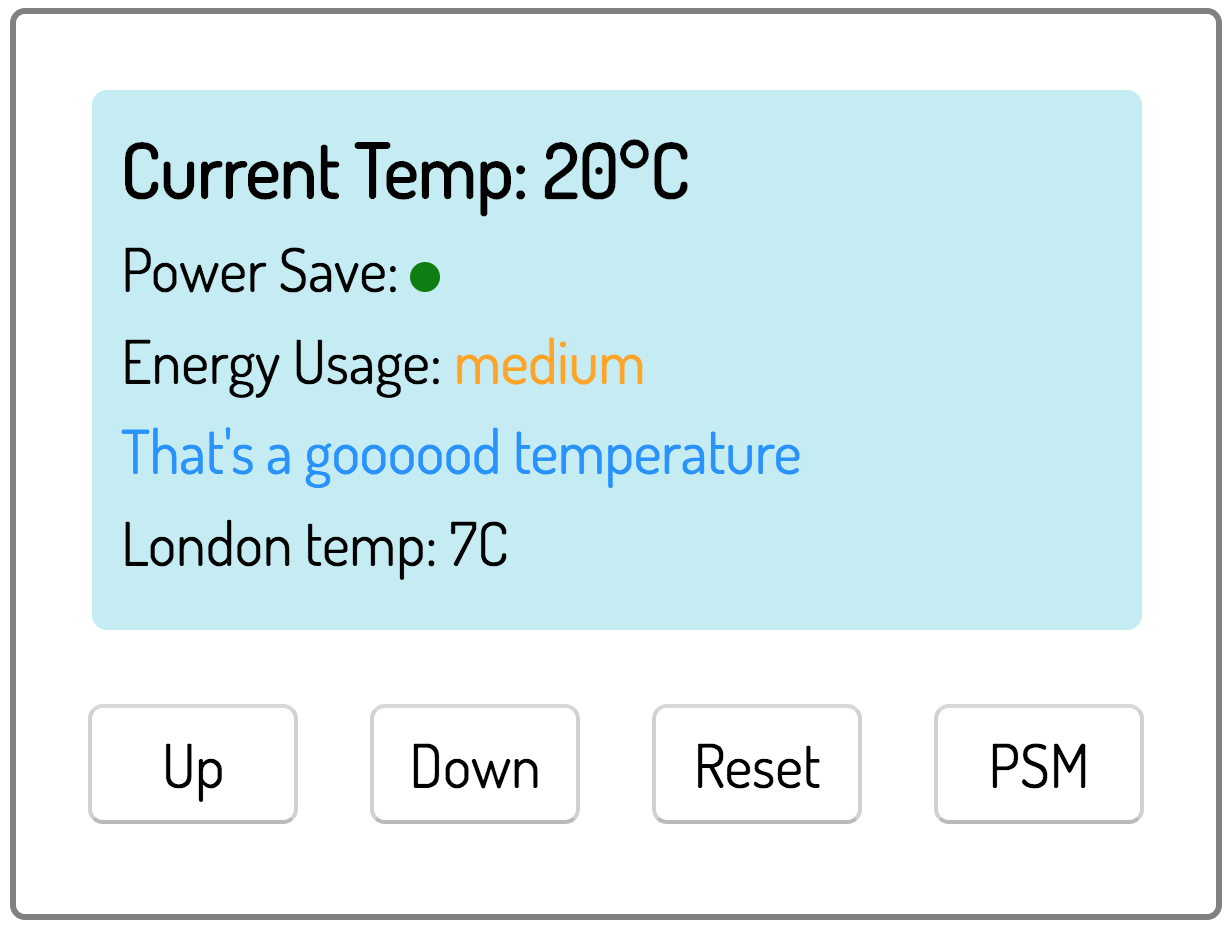 Current Temp: 20°C
Power Save:
Energy Usage: medium
That's a goooood temperature
London temp: 7C
Up
Down
Reset
PSM